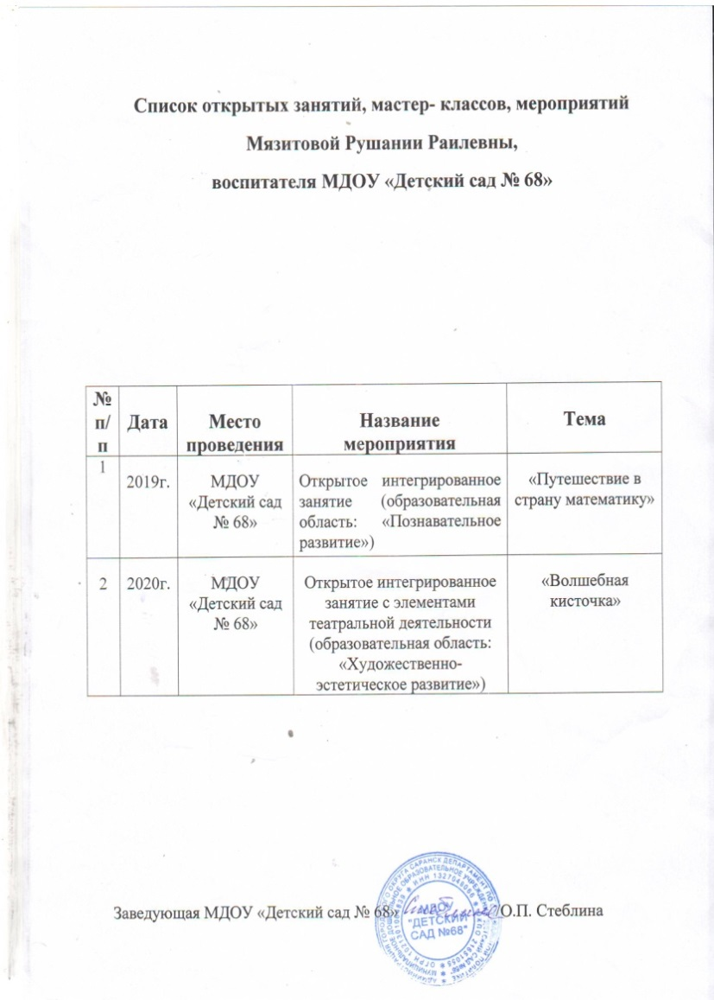 Список открытых занятий, мастер- классов, мероприятий
Мязитовой Рушании Раилевны,
воспитателя МДОУ «Детский сад № 68»
№ п/п Дата Место проведения Название мероприятия Тема
1 2019г. МДОУ «Детский сад № 68» Открытое интегрированное занятие (образовательная область: «Познавательное развитие») «Путешествие в страну математику»
2 2020г. МДОУ «Детский сад № 68» Открытое интегрированное занятие с элементами театральной деятельности (образовательная область: «Художественно-эстетическое развитие») «Волшебная кисточка»
Заведующая МДОУ «Детский сад № 68» /О.П. Стеблина
МДОУ
"ДЕТСКИЙ
САД №68"